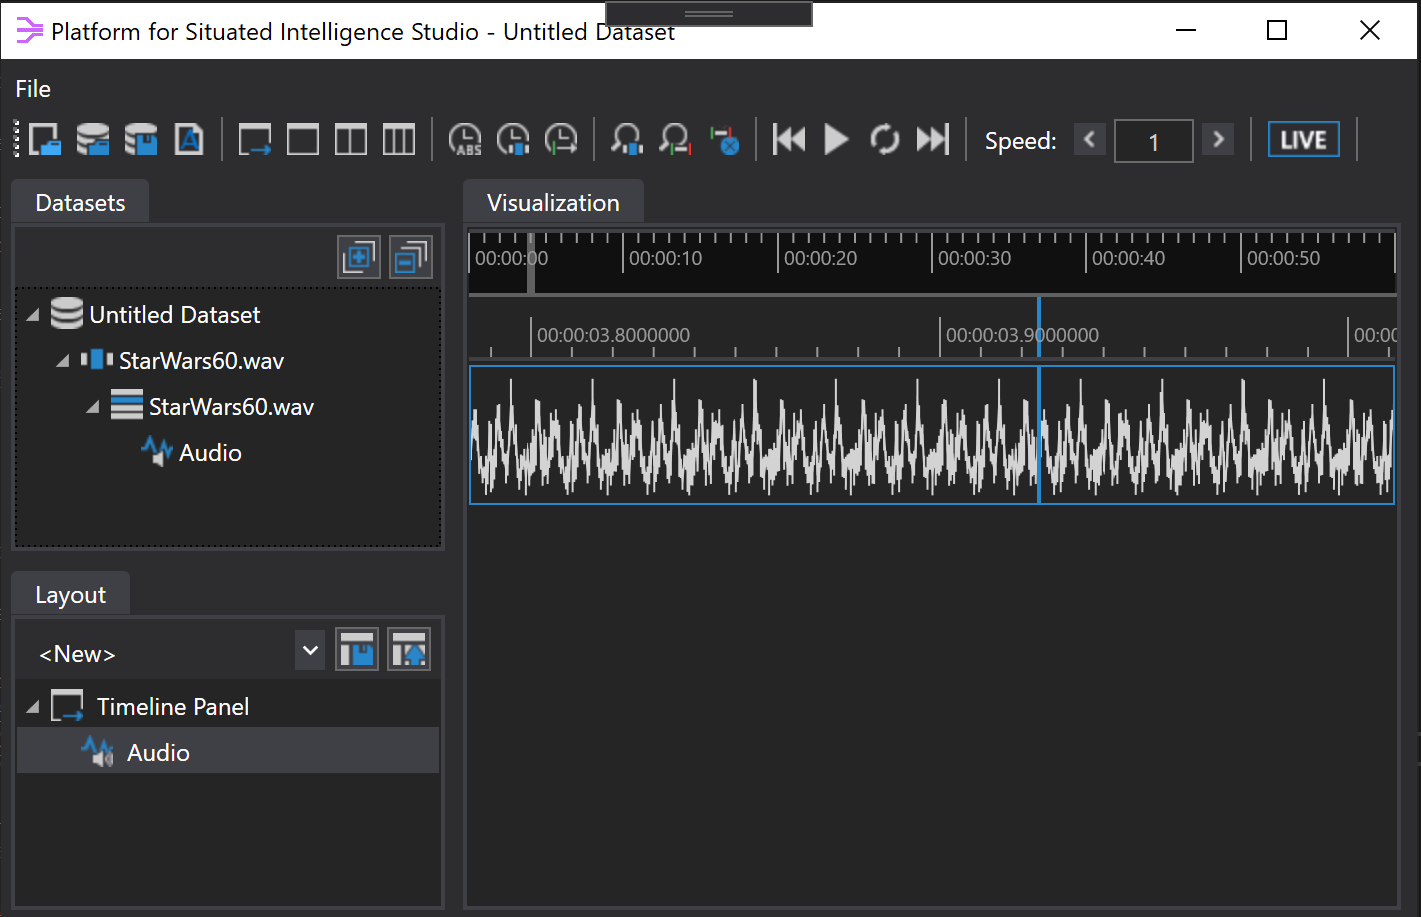 Platform for Situated Intelligence Studio - Untitled Dataset
File
ABS
Speed:
1
LIVE
Datasets
Visualization
00:00:00
00:00:10
00:00:20
00:00:30
00:00:40
00:00:50
Untitled Dataset
00:00:03.8000000
00:00:03.9000000
00:00
StarWars60.wav
StarWars60.wav
Audio
Layout
<New>
Timeline Panel
Audio